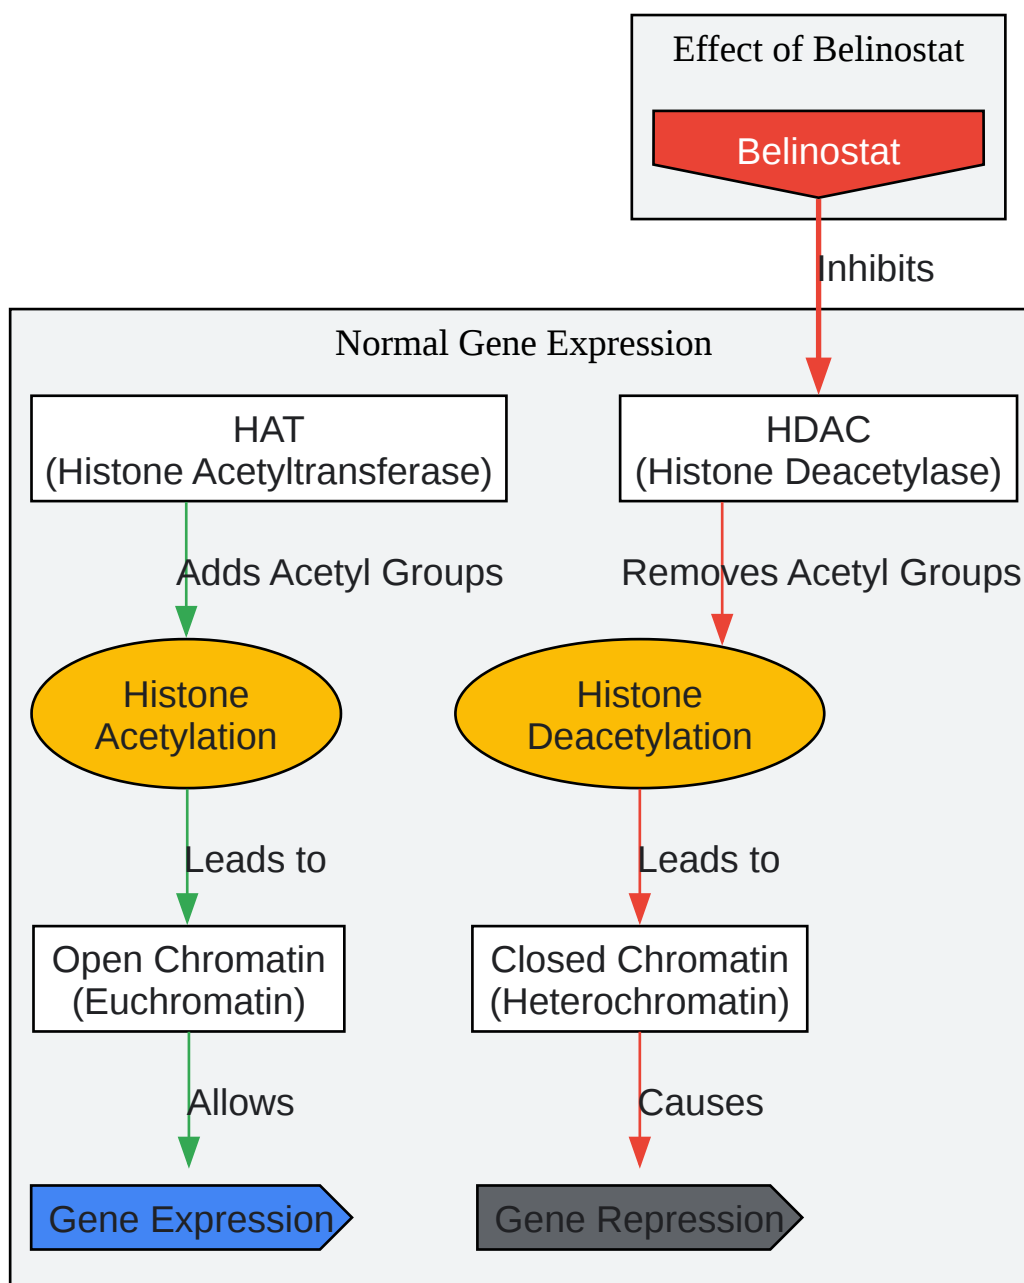 Effect of Belinostat
Belinostat
Inhibits
Normal Gene Expression
HAT
(Histone Acetyltransferase)
HDAC
(Histone Deacetylase)
Adds Acetyl Groups
Removes Acetyl Groups
Histone
Acetylation
Histone
Deacetylation
Leads to
Leads to
Open Chromatin
(Euchromatin)
Closed Chromatin
(Heterochromatin)
Allows
Causes
Gene Expression
Gene Repression